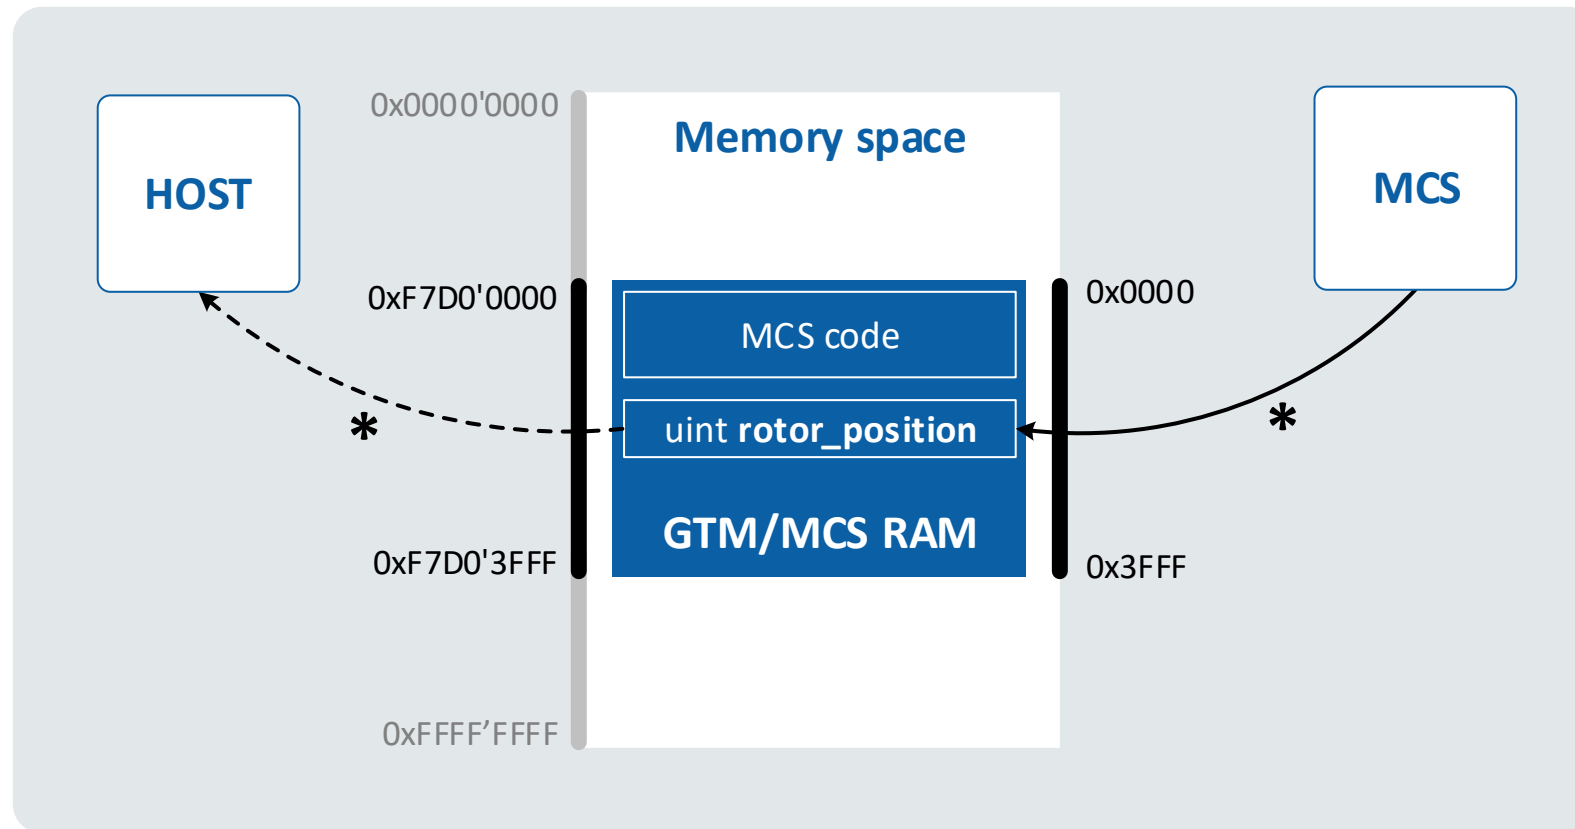 0x0000'0000
Memory space
HOST
MCS
0xF7D0'0000
0x0000
MCS code
*
uint rotor_position
*
GTM/MCS RAM
0xF7D0'3FFF
0x3FFF
0xFFFF’FFFF